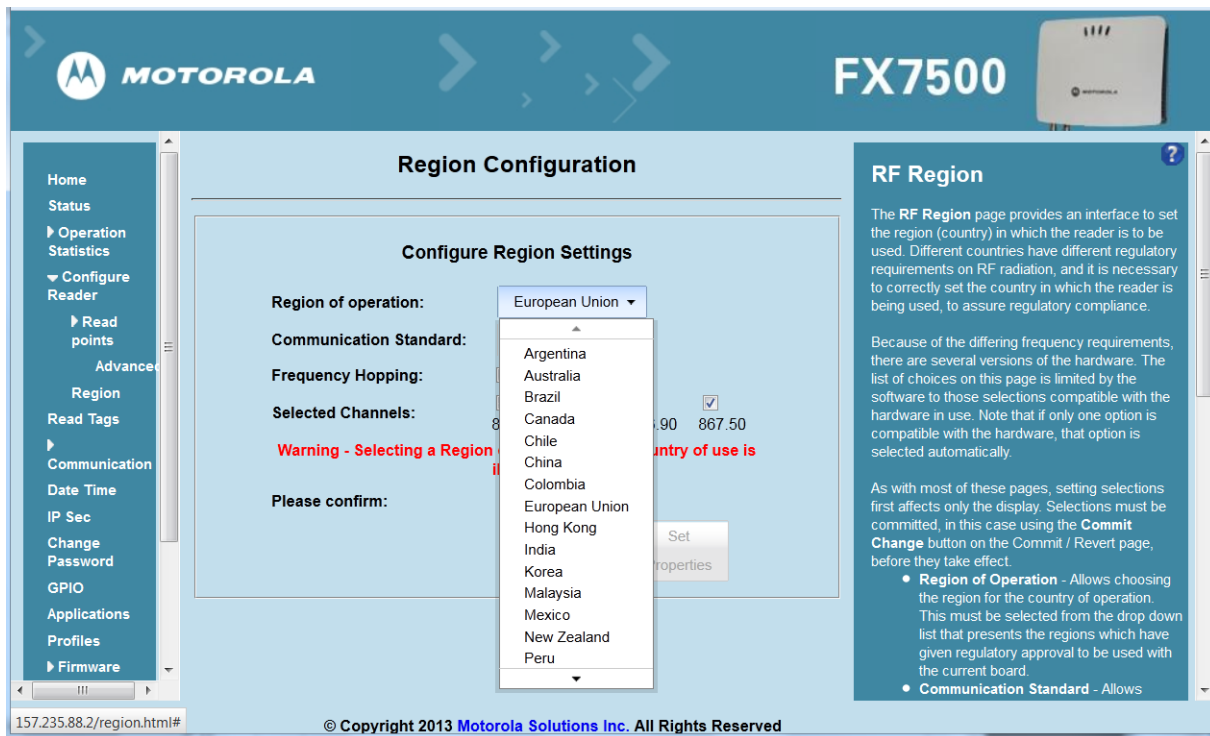 MOTOROLA
FX7500
MOTOROLA
Home
Status
Operation
Statistics
Configure
Reader
Read
points
Advanced
Region
Read Tags
Communication
Date Time
IP Sec
Change
Password
GPIO
Applications
Profiles
Firmware
157.235.88.2/region.html#
Region Configuration
Configure Region Settings
Region of operation: European Union
Communication Standard:
Frequency Hopping:
Selected Channels:
8 .90 867.50
Warning - Selecting a Region untry of use is
Please confirm:
Set
Properties
Argentina
Australia
Brazil
Canada
Chile
China
Colombia
European Union
Hong Kong
India
Korea
Malaysia
Mexico
New Zealand
Peru
© Copyright 2013 Motorola Solutions Inc. All Rights Reserved
?
RF Region
The RF Region page provides an interface to set
the region (country) in which the reader is to be
used. Different countries have different regulatory
requirements on RF radiation, and it is necessary
to correctly set the country in which the reader is
being used, to assure regulatory compliance.
Because of the differing frequency requirements,
there are several versions of the hardware. The
list of choices on this page is limited by the
software to those selections compatible with the
hardware in use. Note that if only one option is
compatible with the hardware, that option is
selected automatically.
As with most of these pages, setting selections
first affects only the display. Selections must be
committed, in this case using the Commit
Change button on the Commit / Revert page,
before they take effect.
Region of Operation - Allows choosing
the region for the country of operation.
This must be selected from the drop down
list that presents the regions which have
given regulatory approval to be used with
the current board.
Communication Standard - Allows